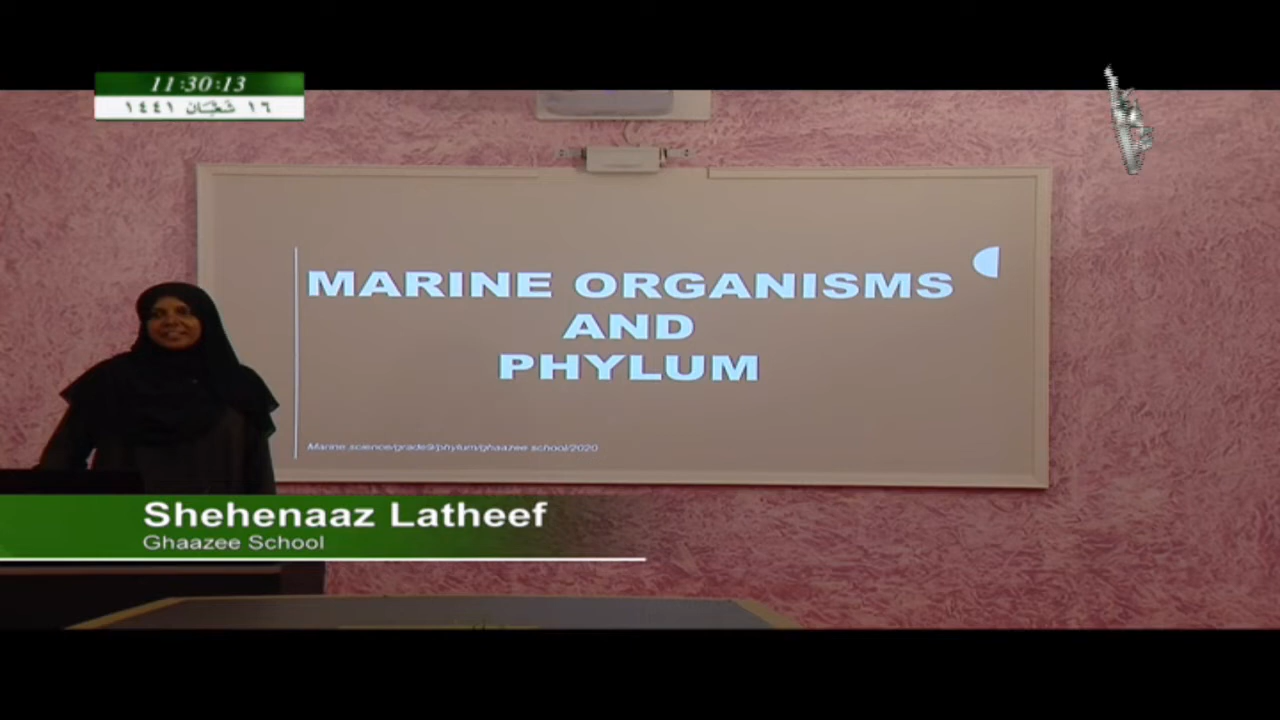 11:30:13
١٦ شَعْبَان ١٤٤١
MARINE ORGANISMS
AND
PHYLUM
Marine science/grade9/phylum/ghaazee school/2020
Shehenaaz Latheef
Ghaazee School